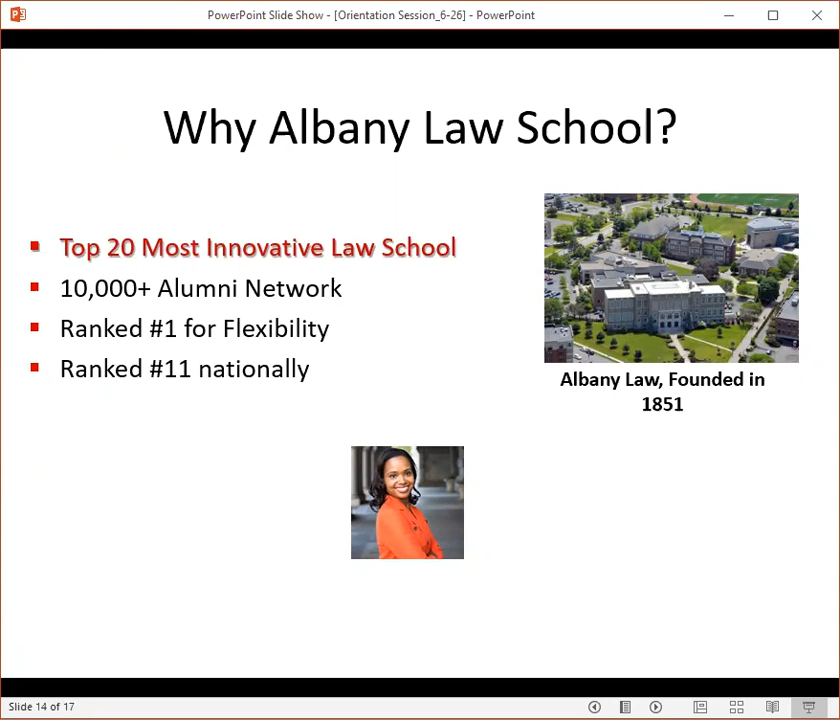 PowerPoint Slide Show - [Orientation Session_6-26] - PowerPoint
Why Albany Law School?
Top 20 Most Innovative Law School
10,000+ Alumni Network
Ranked #1 for Flexibility
Ranked #11 nationally
Albany Law, Founded in
1851
Slide 14 of 17